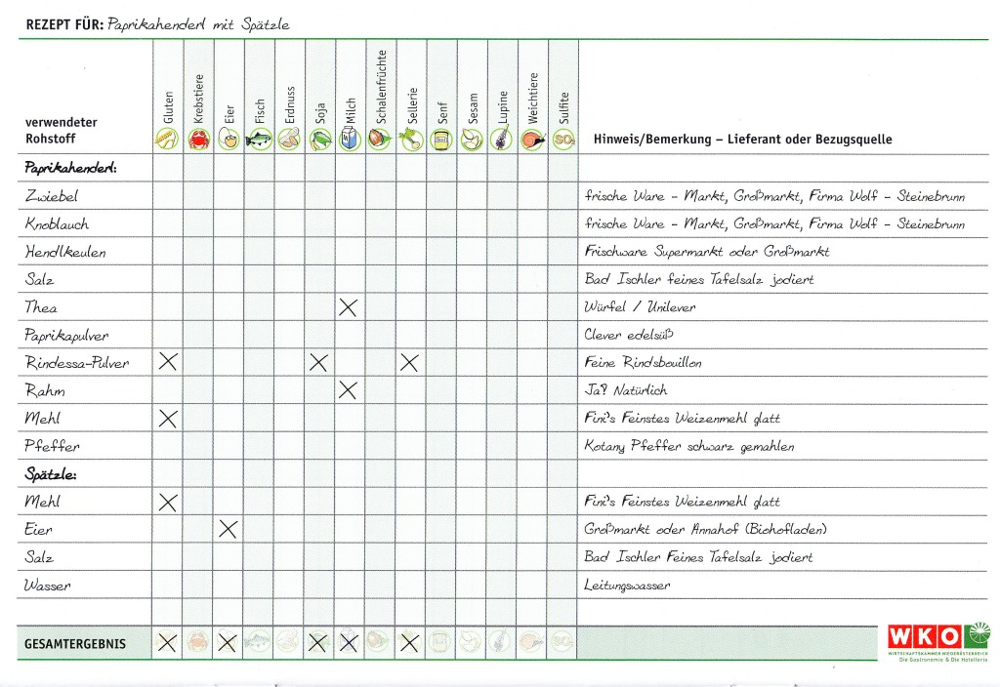 REZEPT FÜR: Paprikahenderl mit Spätzle
verwendeter
Rohstoff
Gluten
Krebstiere
Eier
Fisch
Erdnuss
Soja
Milch
Schalenfrüchte
Sellerie
Senf
Sesam
Lupine
Weichtiere
Sulfite
Hinweis/Bemerkung – Lieferant oder Bezugsquelle
Paprikahenderl:
Zwiebel frische Ware - Markt, Großmarkt, Firma Wolf - Steinebrunn
Knoblauch frische Ware - Markt, Großmarkt, Firma Wolf - Steinebrunn
Hendlkeulen Frischware Supermarkt oder Großmarkt
Salz Bad Ischler feines Tafelsalz jodiert
Thea X Würfel / Unilever
Paprikapulver Clever edelsüß
Rindessa-Pulver X X X Feine Rindsbouillon
Rahm X Ja? Natürlich
Mehl X Fini's Feinstes Weizenmehl glatt
Pfeffer Kotany Pfeffer schwarz gemahlen
Spätzle:
Mehl X Fini's Feinstes Weizenmehl glatt
Eier X Großmarkt oder Annahof (Biohofladen)
Salz Bad Ischler Feines Tafelsalz jodiert
Wasser Leitungswasser
GESAMTERGEBNIS X X X X X
WKO
WIRTSCHAFTSKAMMER NIEDERÖSTERREICH
Die Gastronomie & Die Hotellerie